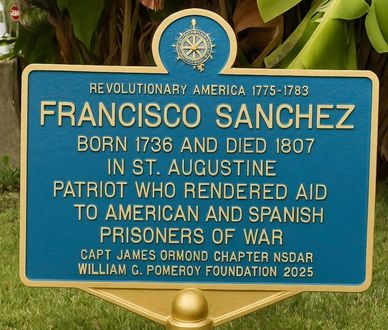 REVOLUTIONARY AMERICA 1775-1783
FRANCISCO SANCHEZ
BORN 1736 AND DIED 1807
IN ST. AUGUSTINE
PATRIOT WHO RENDERED AID
TO AMERICAN AND SPANISH
PRISONERS OF WAR
CAPT JAMES ORMOND CHAPTER NSDAR
WILLIAM G. POMEROY FOUNDATION 2025